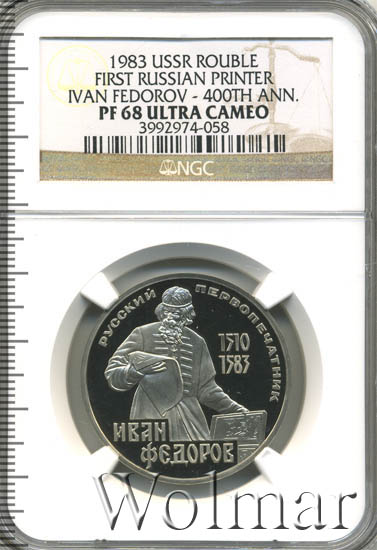 1983 USSR ROUBLE
FIRST RUSSIAN PRINTER
IVAN FEDOROV - 400TH ANN.
PF 68 ULTRA CAMEO
3992974-058
NGC
РУССКИЙ ПЕРВОПЕЧАТНИК
1510
1583
ИВАН
ФЕДОРОВ
Wolmar